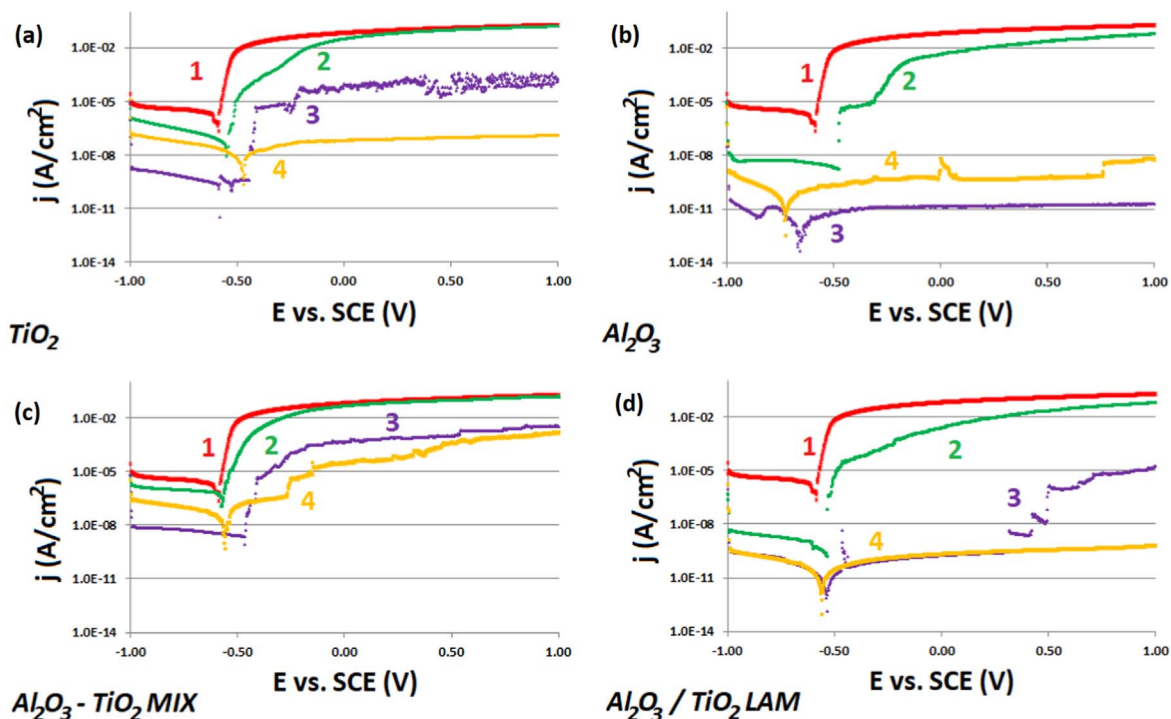 (a)
1.0E-02
1.0E-05
1.0E-08
1.0E-11
1.0E-14
-1.00 -0.50 0.00 0.50 1.00
j (A/cm²)
E vs. SCE (V)
1
2
3
4
TiO₂
(b)
1.0E-02
1.0E-05
1.0E-08
1.0E-11
1.0E-14
-1.00 -0.50 0.00 0.50 1.00
j (A/cm²)
E vs. SCE (V)
1
2
4
3
Al₂O₃
(c)
1.0E-02
1.0E-05
1.0E-08
1.0E-11
1.0E-14
-1.00 -0.50 0.00 0.50 1.00
j (A/cm²)
E vs. SCE (V)
1
2
3
4
Al₂O₃ - TiO₂ MIX
(d)
1.0E-02
1.0E-05
1.0E-08
1.0E-11
1.0E-14
-1.00 -0.50 0.00 0.50 1.00
j (A/cm²)
E vs. SCE (V)
1
2
3
4
Al₂O₃ / TiO₂ LAM